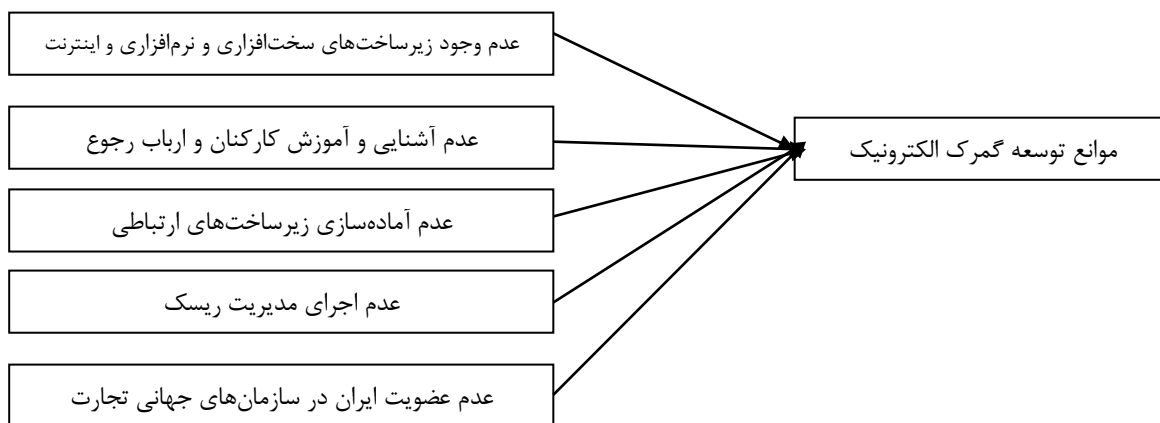 عدم وجود زیرساخت‌های سخت‌افزاری و نرم‌افزاری و اینترنت
عدم آشنایی و آموزش کارکنان و ارباب رجوع
موانع توسعه گمرک الکترونیک
عدم آماده‌سازی زیرساخت‌های ارتباطی
عدم اجرای مدیریت ریسک
عدم عضویت ایران در سازمان‌های جهانی تجارت